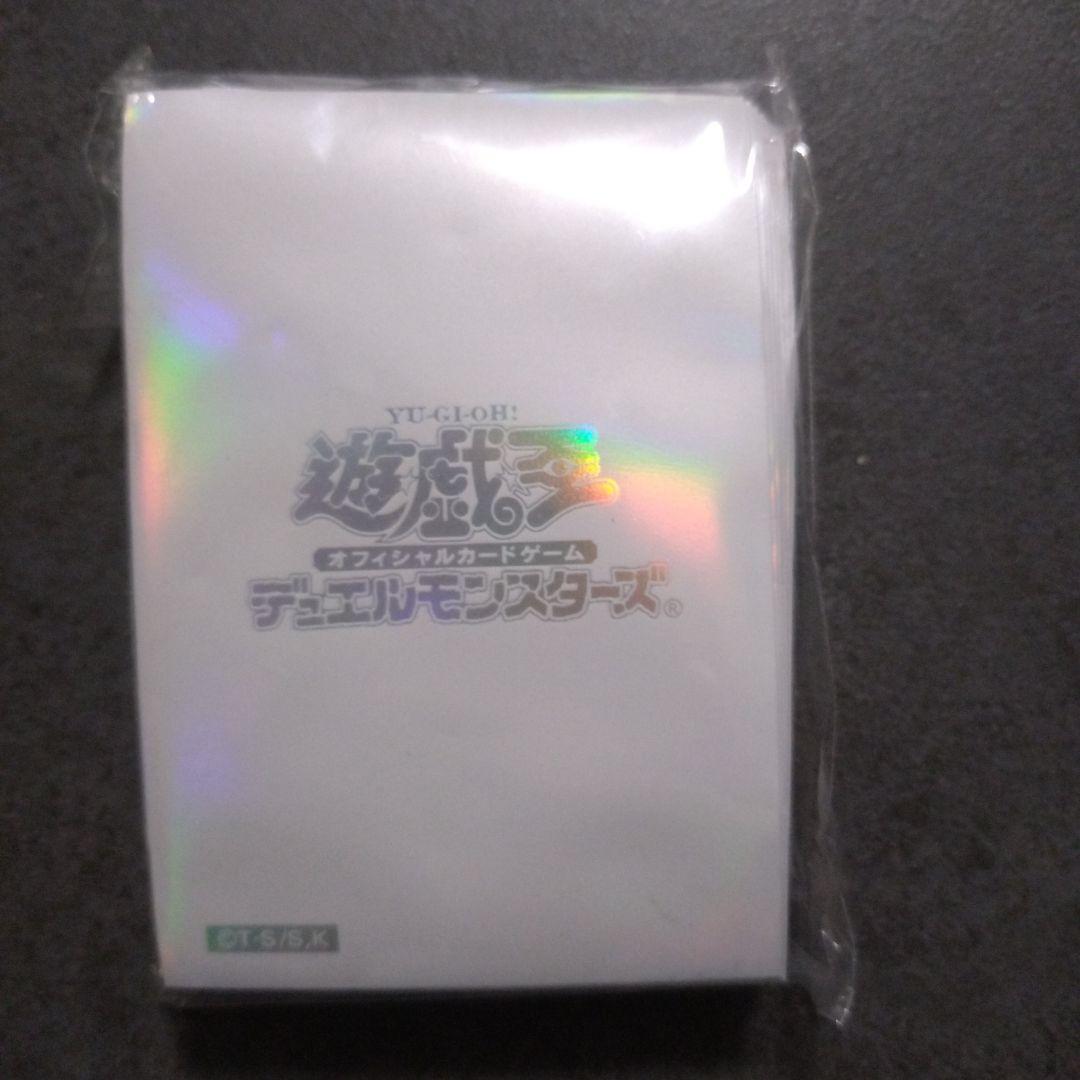 YU-GI-OH!
遊戯王
オフィシャルカードゲーム
デュエルモンスターズ®
©T･S/S,K